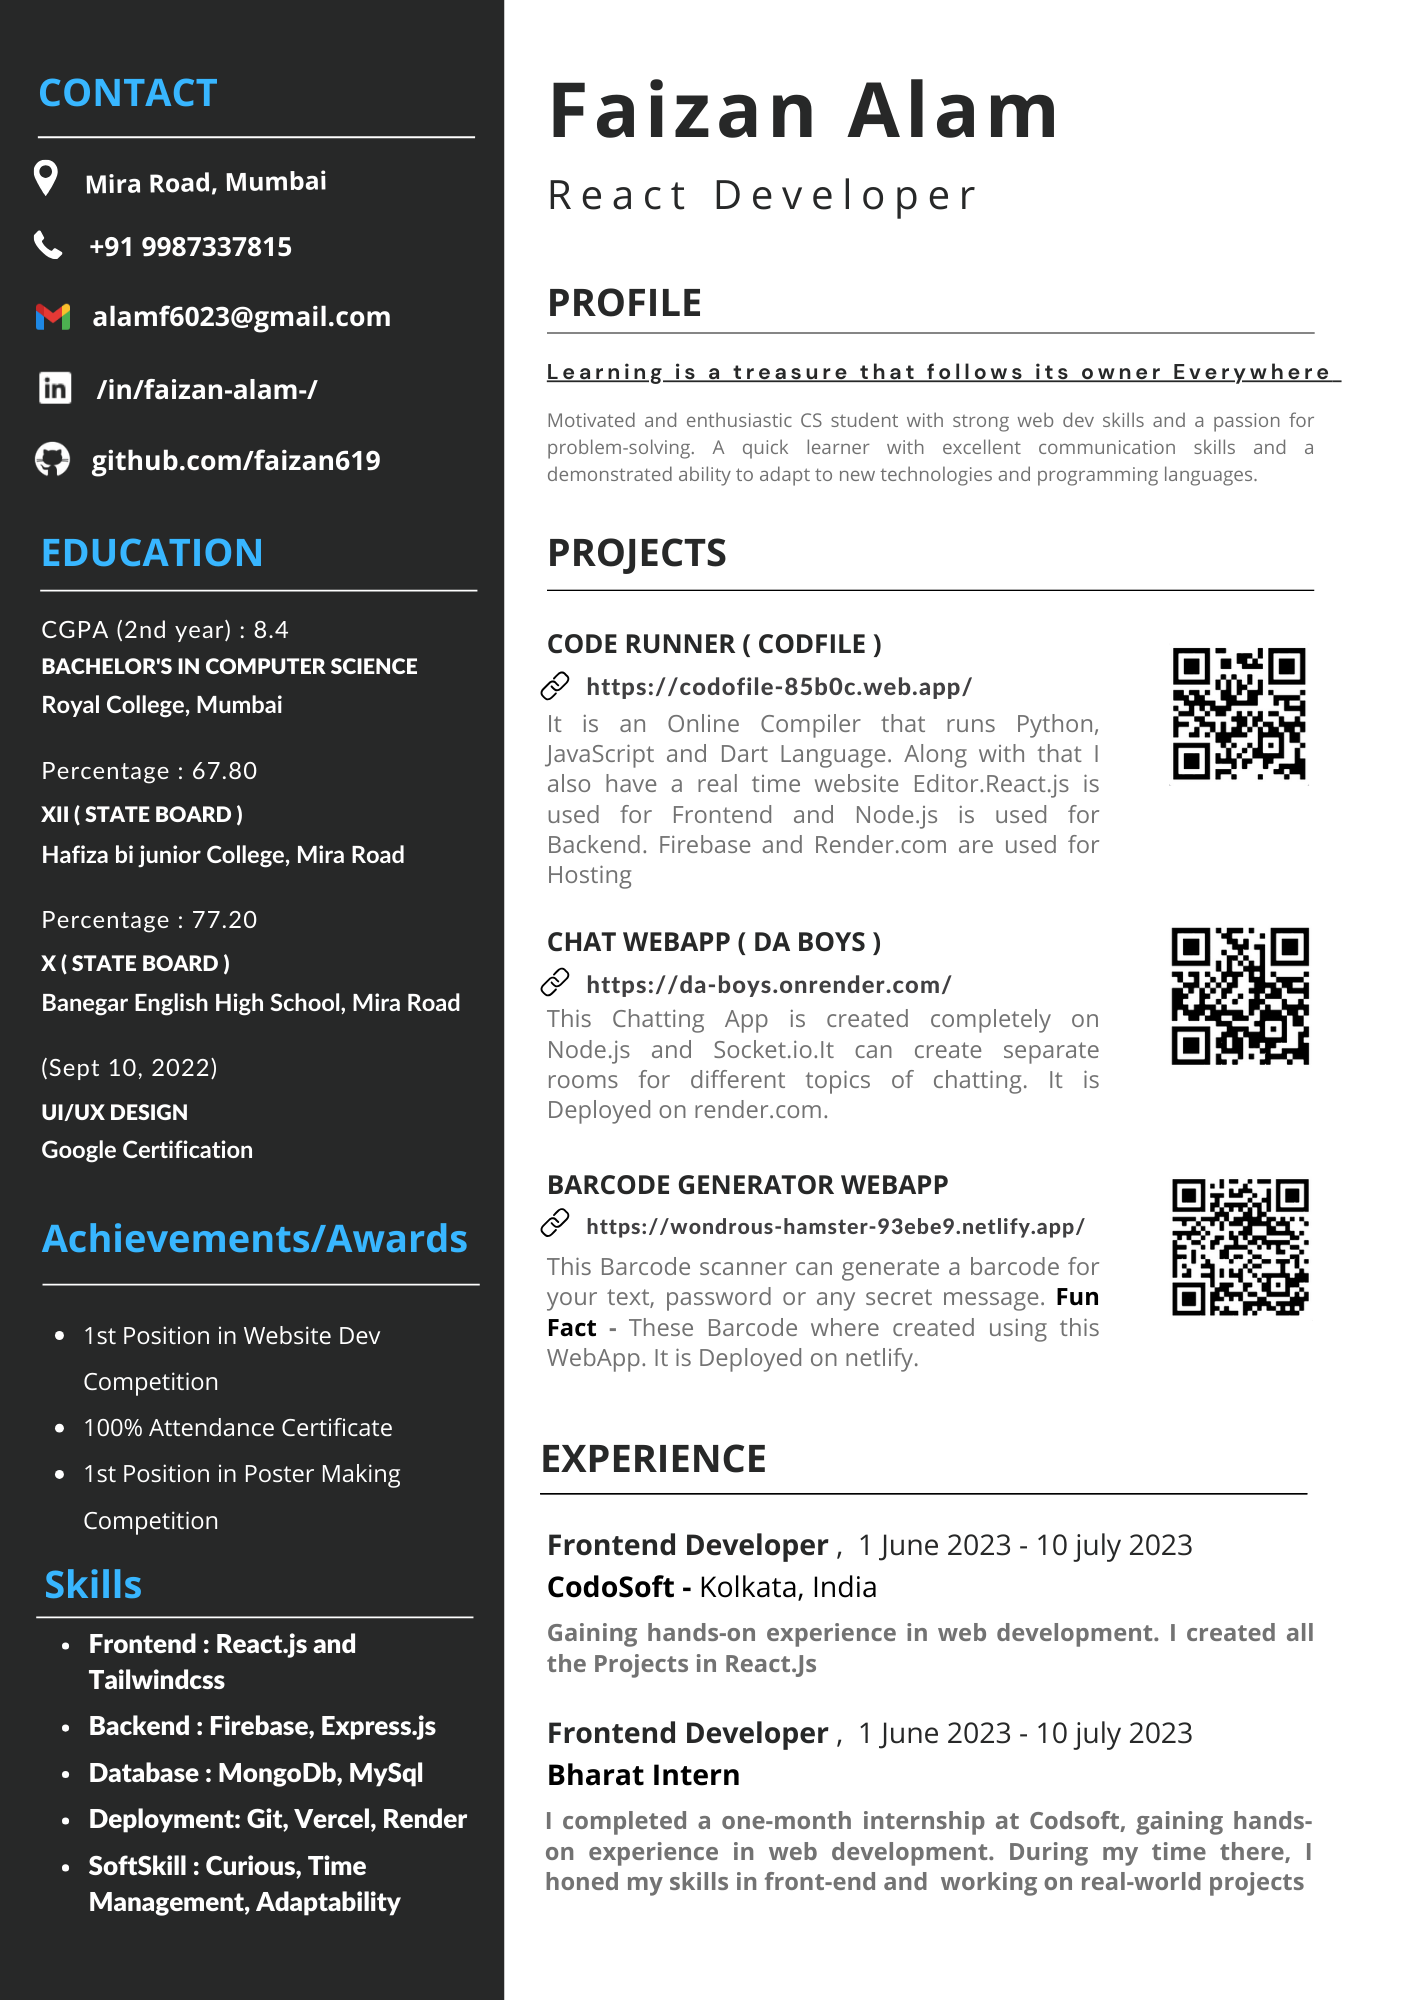 CONTACT
Mira Road, Mumbai
+91 9987337815
alamf6023@gmail.com
/in/faizan-alam-/
github.com/faizan619
EDUCATION
CGPA (2nd year) : 8.4
BACHELOR'S IN COMPUTER SCIENCE
Royal College, Mumbai
Percentage : 67.80
XII ( STATE BOARD )
Hafiza bi junior College, Mira Road
Percentage : 77.20
X ( STATE BOARD )
Banegar English High School, Mira Road
(Sept 10, 2022)
UI/UX DESIGN
Google Certification
Achievements/Awards
• 1st Position in Website Dev
Competition
• 100% Attendance Certificate
• 1st Position in Poster Making
Competition
Skills
• Frontend : React.js and
Tailwindcss
• Backend : Firebase, Express.js
• Database : MongoDb, MySql
• Deployment: Git, Vercel, Render
• SoftSkill : Curious, Time
Management, Adaptability
Faizan Alam
React Developer
PROFILE
Learning is a treasure that follows its owner Everywhere
Motivated and enthusiastic CS student with strong web dev skills and a passion for
problem-solving. A quick learner with excellent communication skills and a
demonstrated ability to adapt to new technologies and programming languages.
PROJECTS
CODE RUNNER ( CODFILE )
https://codofile-85b0c.web.app/
It is an Online Compiler that runs Python,
JavaScript and Dart Language. Along with that I
also have a real time website Editor.React.js is
used for Frontend and Node.js is used for
Backend. Firebase and Render.com are used for
Hosting
CHAT WEBAPP ( DA BOYS )
https://da-boys.onrender.com/
This Chatting App is created completely on
Node.js and Socket.io.It can create separate
rooms for different topics of chatting. It is
Deployed on render.com.
BARCODE GENERATOR WEBAPP
https://wondrous-hamster-93ebe9.netlify.app/
This Barcode scanner can generate a barcode for
your text, password or any secret message. Fun
Fact - These Barcode where created using this
WebApp. It is Deployed on netlify.
EXPERIENCE
Frontend Developer , 1 June 2023 - 10 july 2023
CodoSoft - Kolkata, India
Gaining hands-on experience in web development. I created all
the Projects in React.Js
Frontend Developer , 1 June 2023 - 10 july 2023
Bharat Intern
I completed a one-month internship at Codsoft, gaining hands-
on experience in web development. During my time there, I
honed my skills in front-end and working on real-world projects